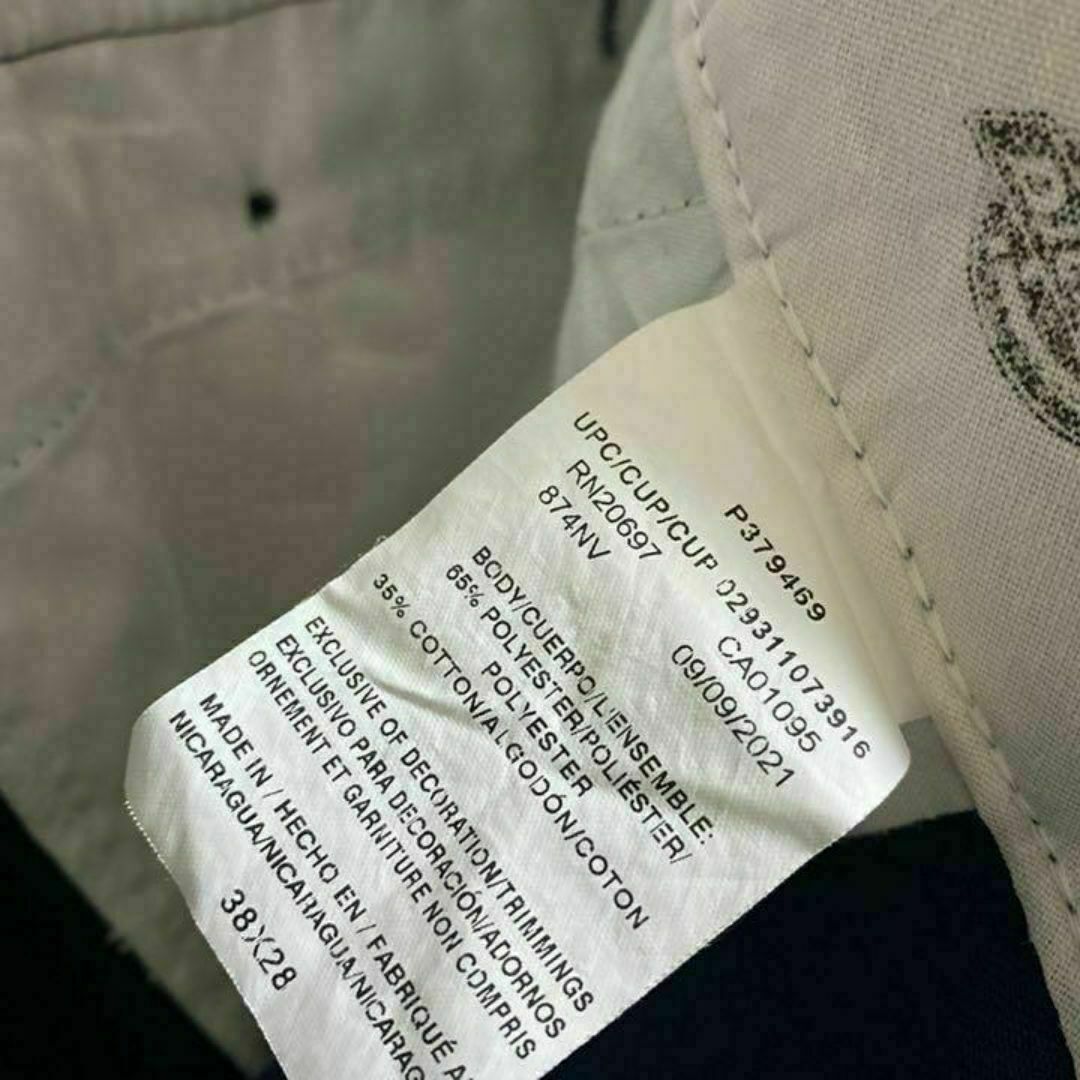 P379469
UPC/CUP/CUP 029311073916
RN20697 CA01095
874NV 09/09/2021
BODY/CUERPO/L'ENSEMBLE:
65% POLYESTER/POLIÉSTER/
POLYESTER
35% COTTON/ALGODÓN/COTON
EXCLUSIVE OF DECORATION/TRIMMINGS
EXCLUSIVO PARA DECORACIÓN/ADORNOS
ORNEMENT ET GARNITURE NON COMPRIS
MADE IN / HECHO EN / FABRIQUÉ
NICARAGUA/NICARAGUA/NICARAG
38X28